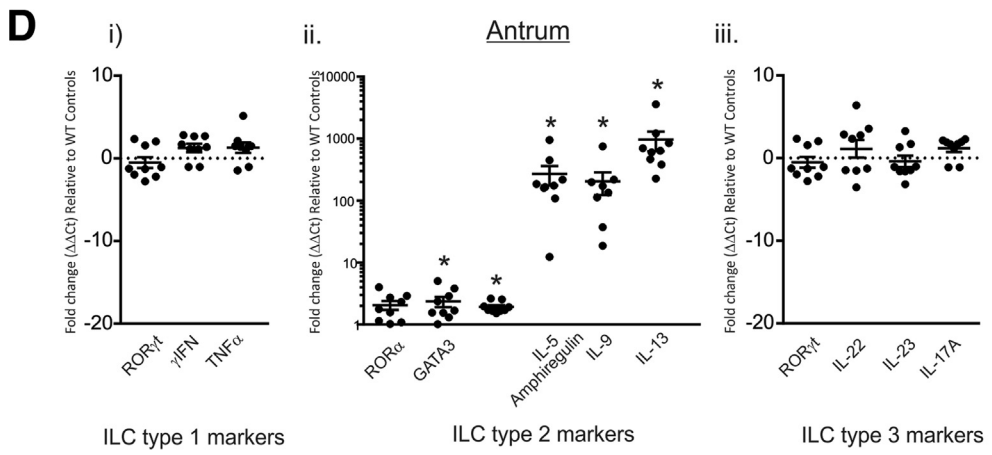 D
i)
ii.
Antrum
iii.
Fold change (ΔΔCt) Relative to WT Controls
10
0
-10
-20
RORγt
γIFN
TNFα
ILC type 1 markers
Fold change (ΔΔCt) Relative to WT Controls
10000
1000
100
10
1
*
*
*
*
*
RORα
GATA3
IL-5
Amphiregulin
IL-9
IL-13
ILC type 2 markers
Fold change (ΔΔCt) Relative to WT Controls
10
0
-10
-20
RORγt
IL-22
IL-23
IL-17A
ILC type 3 markers